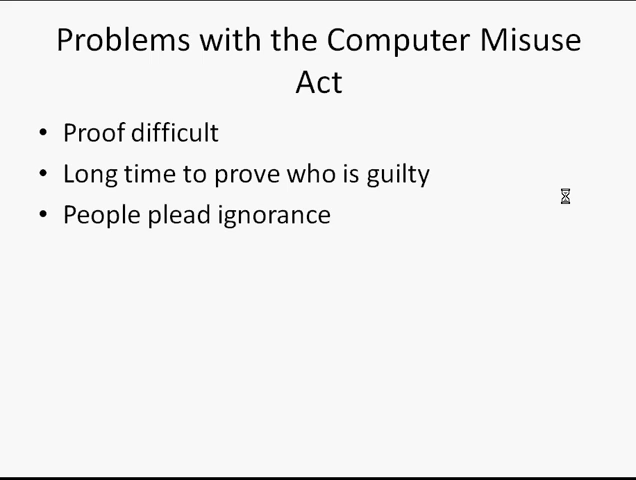 Problems with the Computer Misuse
Act
• Proof difficult
• Long time to prove who is guilty
• People plead ignorance